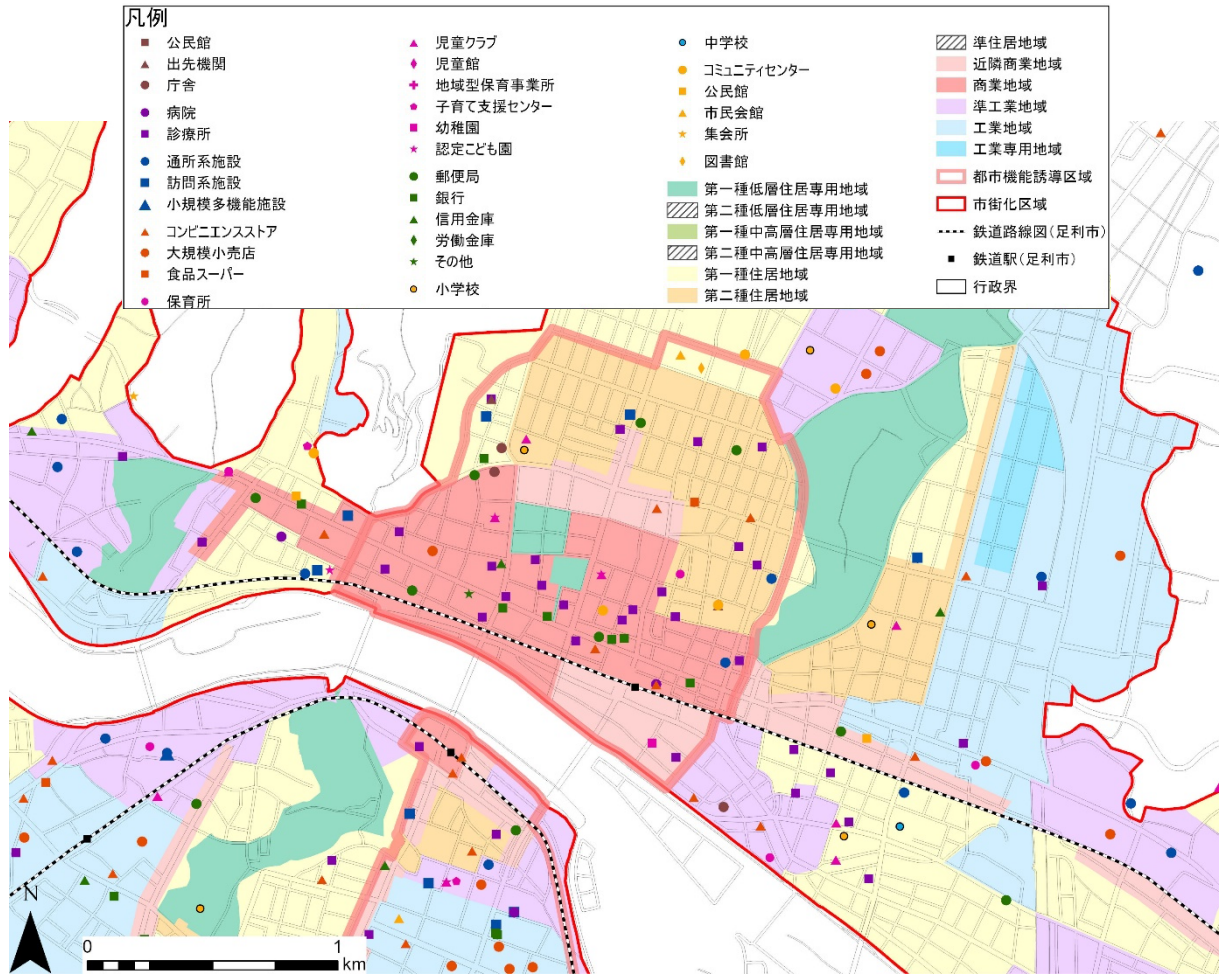 凡例
公民館
出先機関
庁舎
病院
診療所
通所系施設
訪問系施設
小規模多機能施設
コンビニエンスストア
大規模小売店
食品スーパー
保育所
児童クラブ
児童館
地域型保育事業所
子育て支援センター
幼稚園
認定こども園
郵便局
銀行
信用金庫
労働金庫
その他
小学校
中学校
コミュニティセンター
公民館
市民会館
集会所
図書館
第一種低層住居専用地域
第二種低層住居専用地域
第一種中高層住居専用地域
第二種中高層住居専用地域
第一種住居地域
第二種住居地域
準住居地域
近隣商業地域
商業地域
準工業地域
工業地域
工業専用地域
都市機能誘導区域
市街化区域
鉄道路線図(足利市)
鉄道駅(足利市)
行政界
N
0 1
km